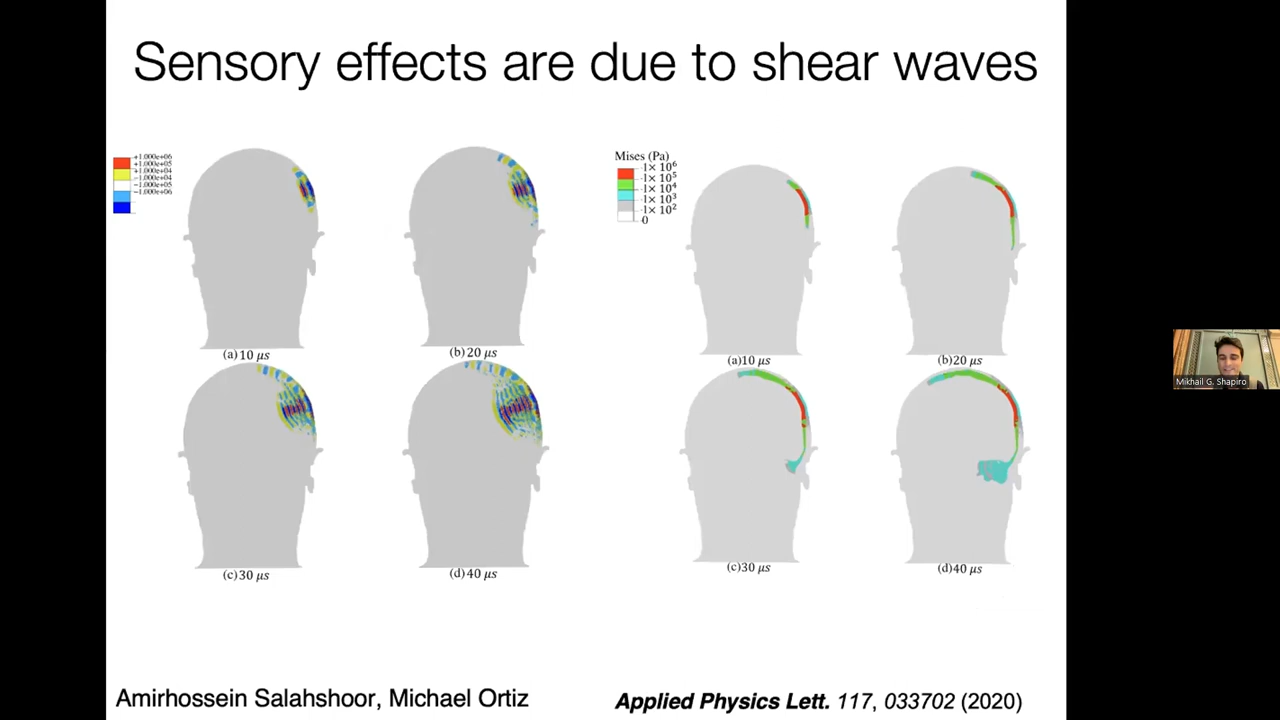 Sensory effects are due to shear waves
+1.000e+06
+1.000e+05
+1.000e+04
−1.000e+04
−1.000e+05
−1.000e+06
(a) 10 μs
(b) 20 μs
(c) 30 μs
(d) 40 μs
Mises (Pa)
1× 10⁶
1× 10⁵
1× 10⁴
1× 10³
1× 10²
0
(a) 10 μs
(b) 20 μs
(c) 30 μs
(d) 40 μs
Mikhail G. Shapiro
Amirhossein Salahshoor, Michael Ortiz
Applied Physics Lett. 117, 033702 (2020)